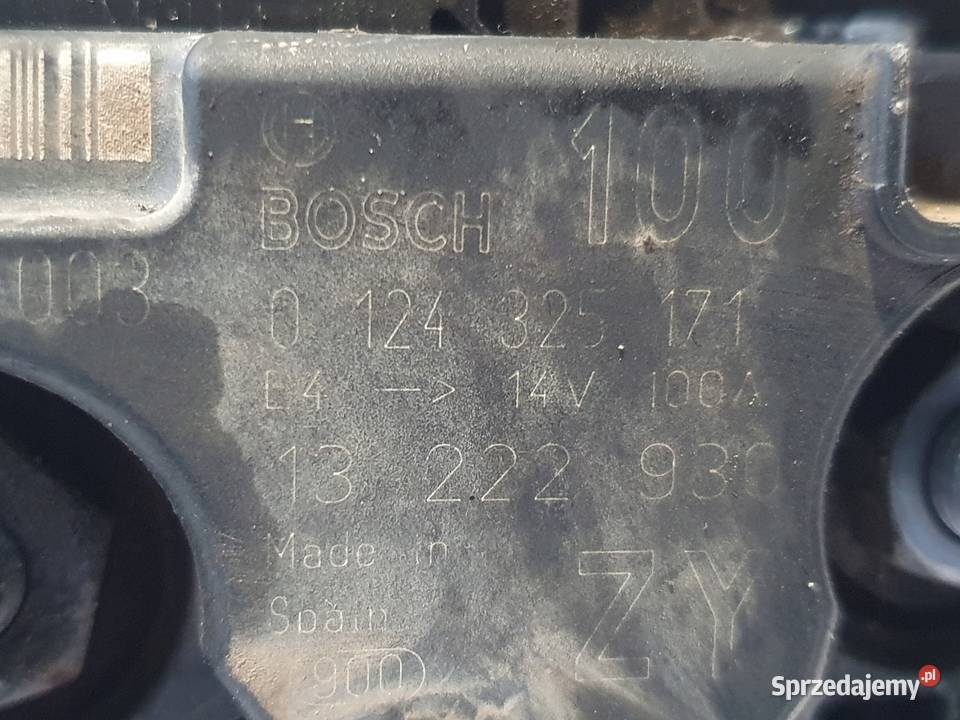 BOSCH 100
003
0 124 325 171
E4 —> 14V 100A
13 222 930
Made in
Spain
ZY
900
Sprzedajemy.pl